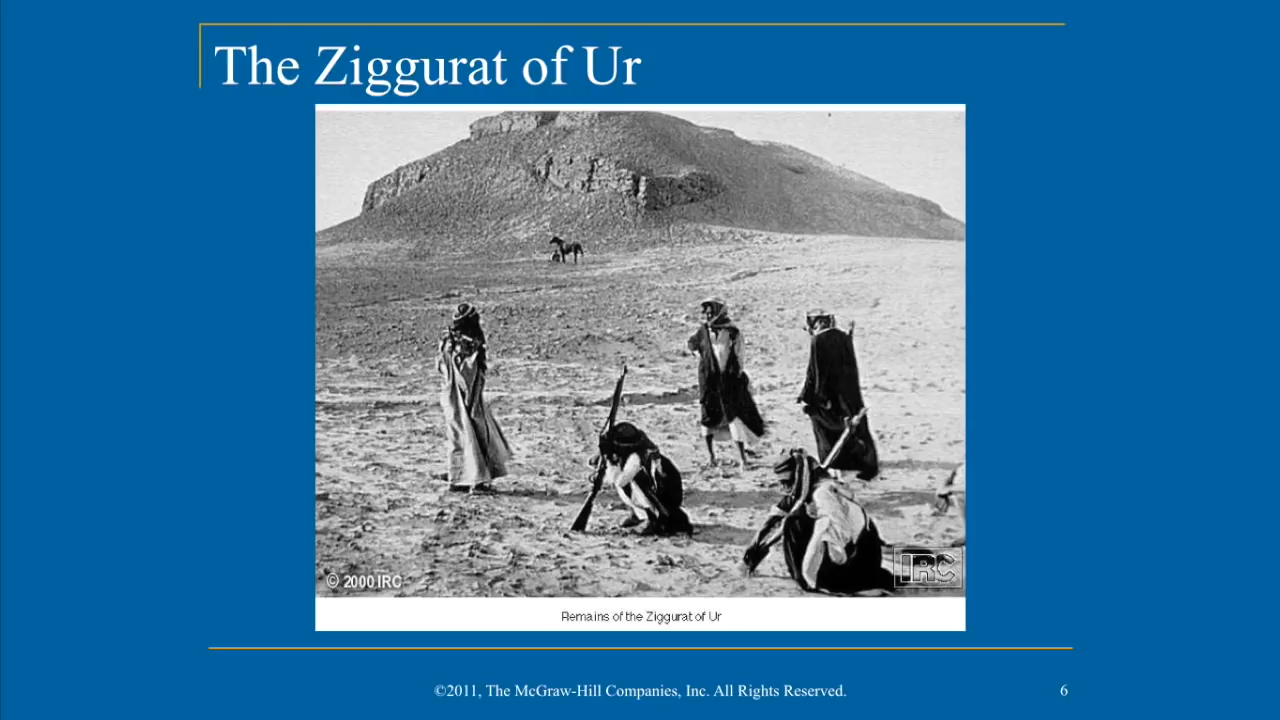 The Ziggurat of Ur
© 2000 IRC
IRC
Remains of the Ziggurat of Ur
©2011, The McGraw-Hill Companies, Inc. All Rights Reserved.
6